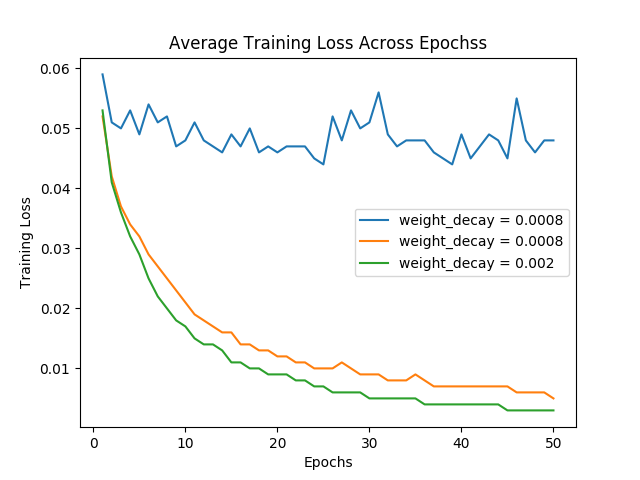 Average Training Loss Across Epochss
0.06
0.05
0.04
0.03
0.02
0.01
Training Loss
weight_decay = 0.0008
weight_decay = 0.0008
weight_decay = 0.002
0 10 20 30 40 50
Epochs